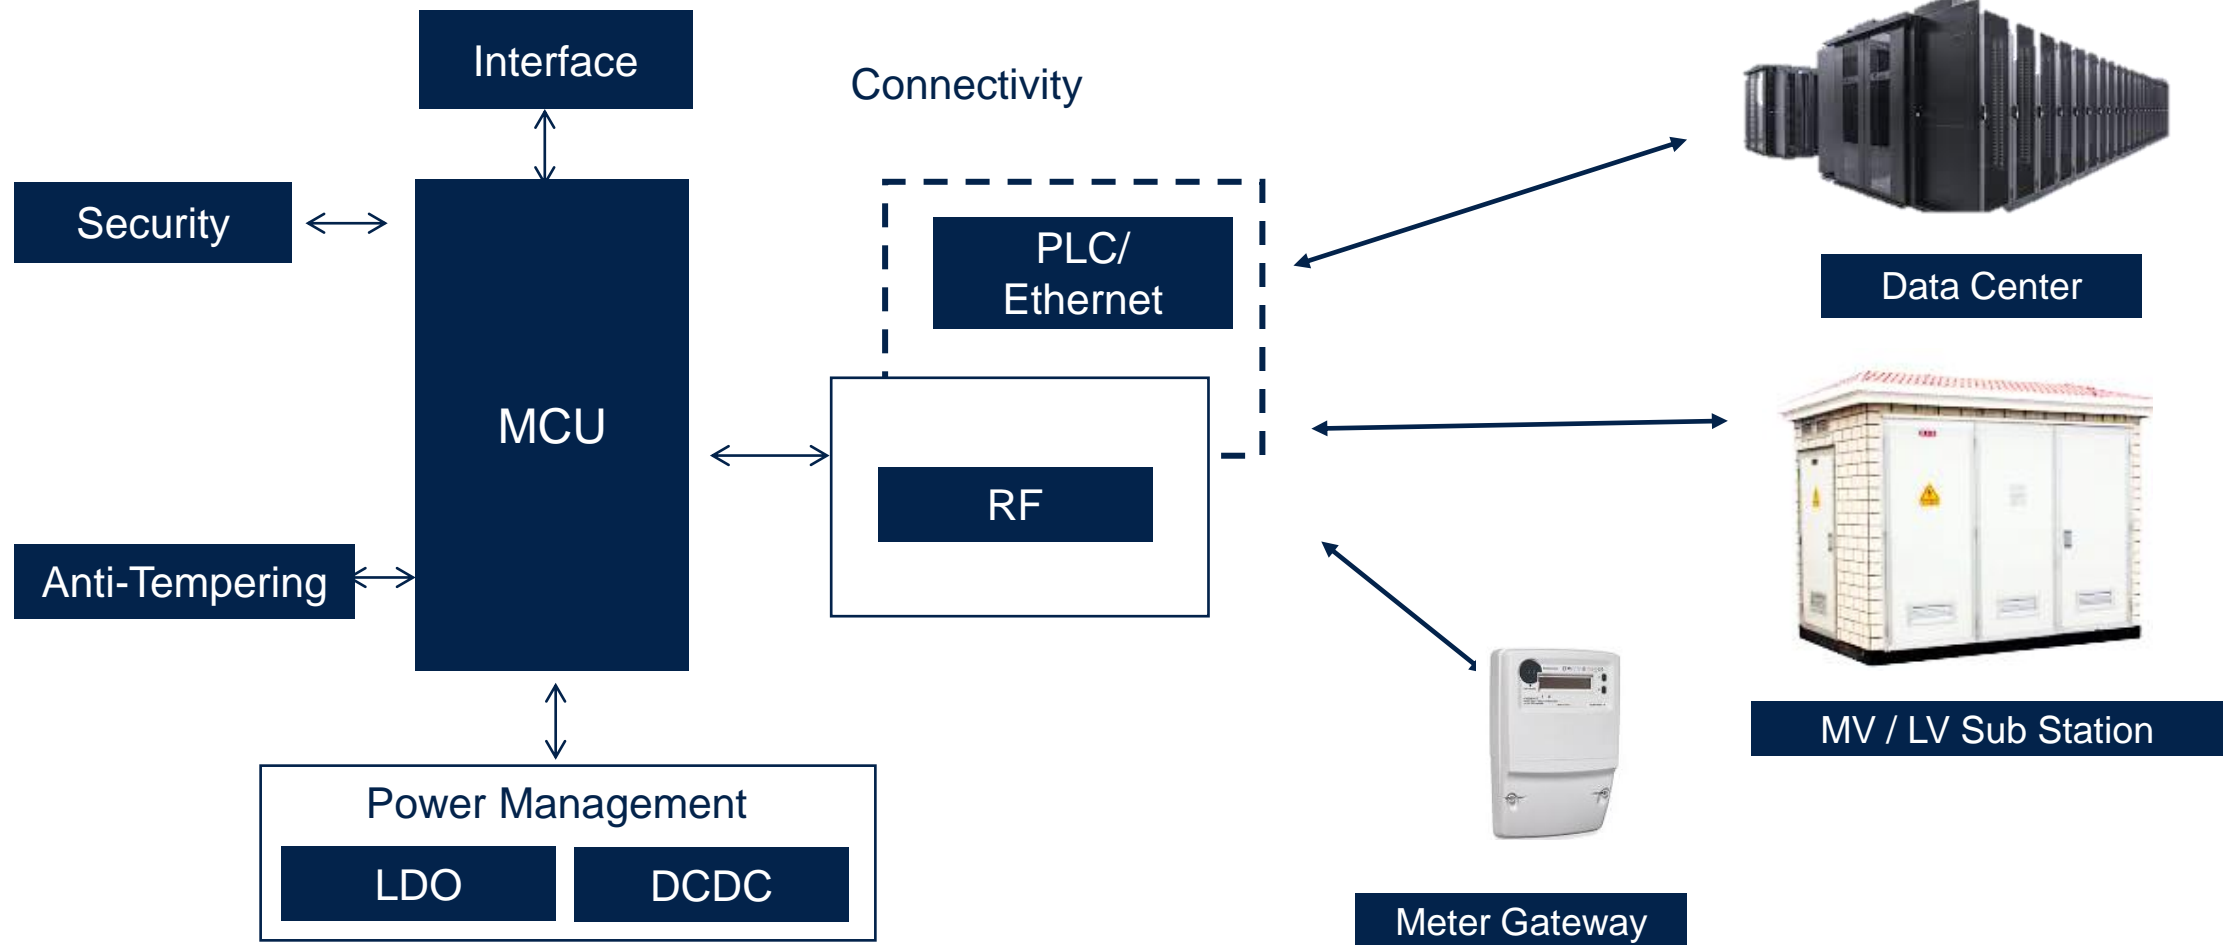 Interface
Connectivity
Security
PLC/
Ethernet
Data Center
MCU
RF
Anti-Tempering
MV / LV Sub Station
Power Management
LDO
DCDC
Meter Gateway